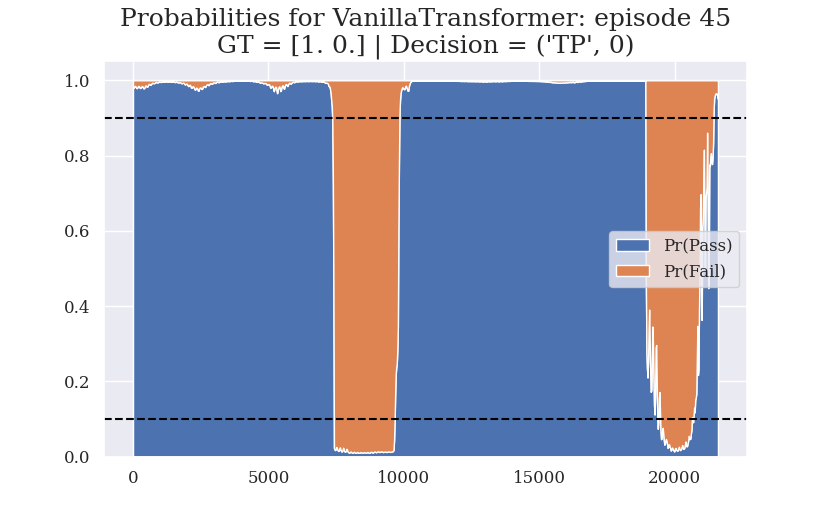 Probabilities for VanillaTransformer: episode 45
GT = [1. 0.] | Decision = ('TP', 0)
1.0
0.8
0.6
0.4
0.2
0.0
Pr(Pass)
Pr(Fail)
0
5000
10000
15000
20000